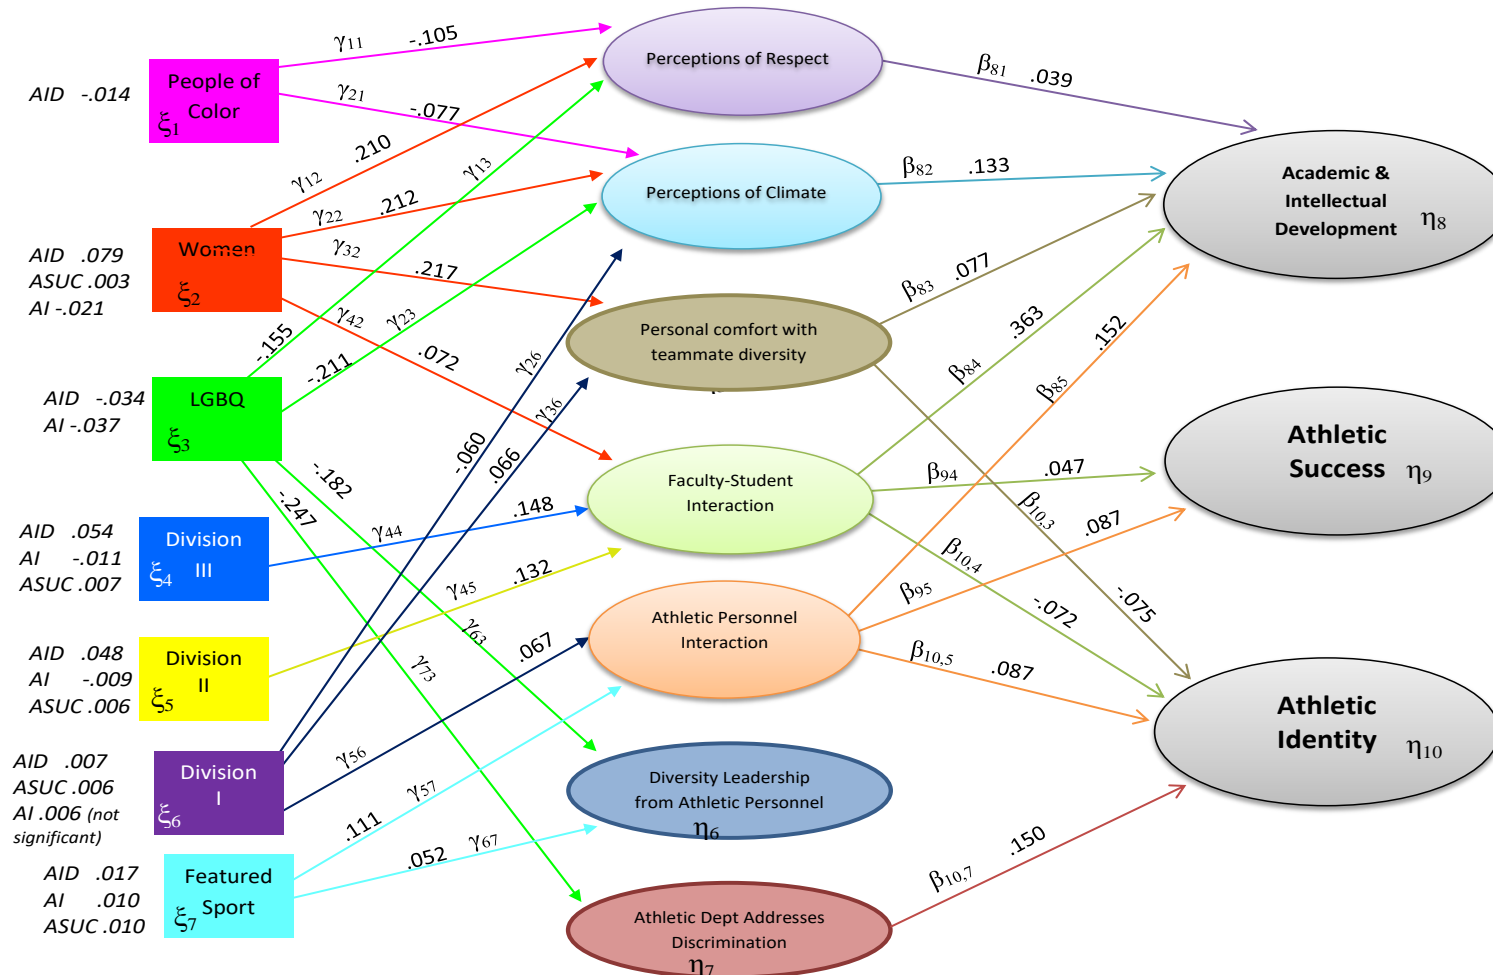 γ11 -.105
People of
Color
ξ1
AID -.014
γ21 -.077
Perceptions of Respect
β81 .039
γ12 .210
γ13
γ22 .212
Perceptions of Climate
β82 .133
Academic &
Intellectual
Development η8
Women
ξ2
AID .079
ASUC .003
AI -.021
γ32 .217
γ42 .072
γ23
-.155
-.211
γ26
γ36
Personal comfort with
teammate diversity
β83 .077
.363
β84
.152
β85
LGBQ
ξ3
AID -.034
AI -.037
-.060
.066
-.182
-.247
Faculty-Student
Interaction
β94 .047
Athletic
Success η9
β10,3
.087
β95
β10,4
-.072
-.075
Division
III
ξ4
AID .054
AI -.011
ASUC .007
γ44 .148
γ45 .132
γ63
γ73
.067
Athletic Personnel
Interaction
β10,5 .087
Athletic
Identity η10
Division
II
ξ5
AID .048
AI -.009
ASUC .006
Division
I
ξ6
AID .007
ASUC .006
AI .006 (not
significant)
γ56
γ57
.111
.052 γ67
Diversity Leadership
from Athletic Personnel
η6
Featured
Sport
ξ7
AID .017
AI .010
ASUC .010
Athletic Dept Addresses
Discrimination
η7
β10,7 .150